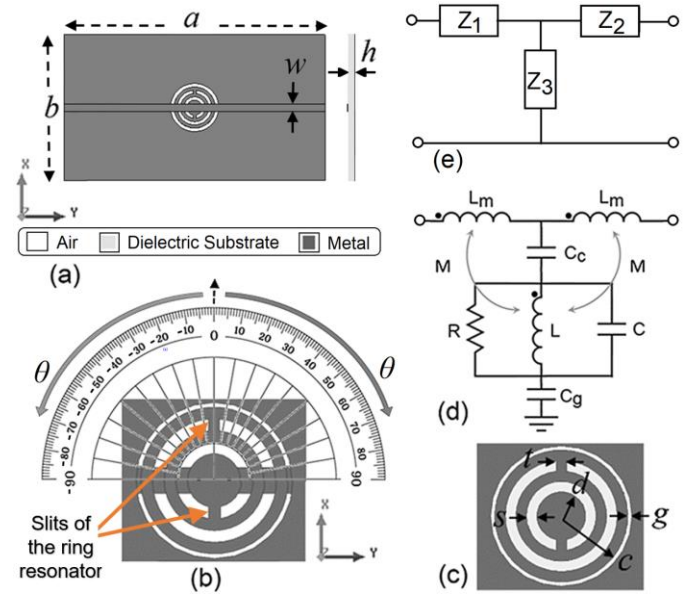 a
h
w
b
X
Z
Y
Air
Dielectric Substrate
Metal
(a)
Z1
Z2
Z3
(e)
Lm
Lm
M
Cc
M
R
L
C
Cg
(d)
θ
θ
-90 -80 -70 -60 -50 -40 -30 -20 -10 0 10 20 30 40 50 60 70 80 90
Slits of
the ring
resonator
X
Y
(b)
t
d
s
g
c
(c)